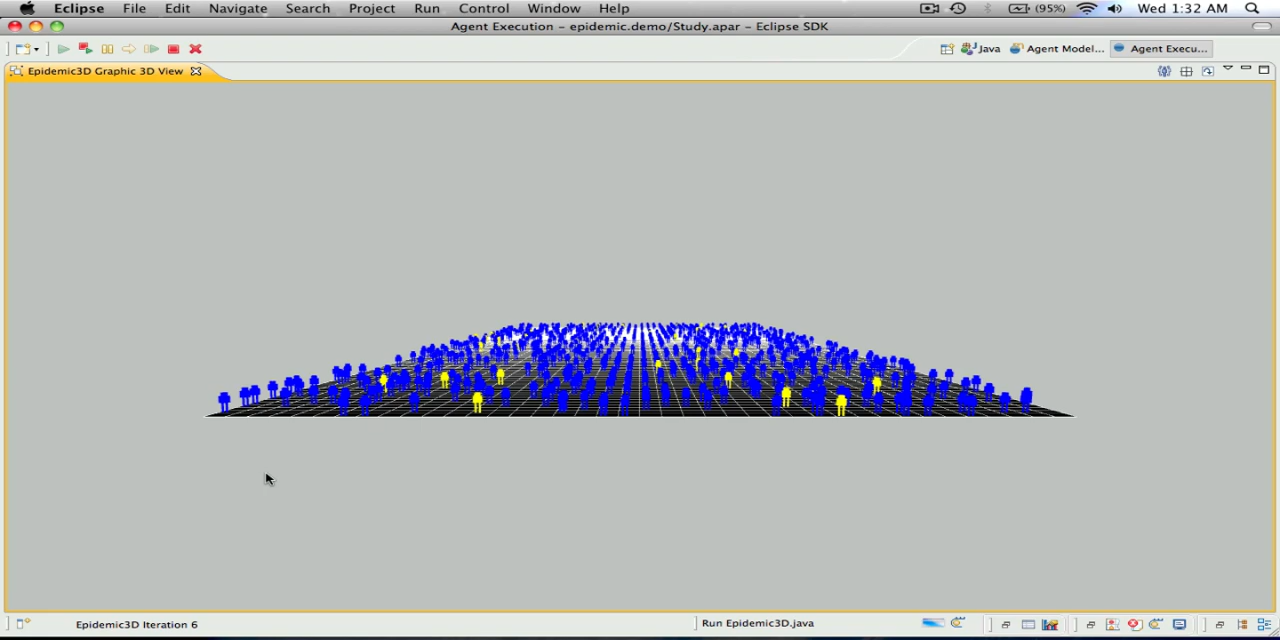 Eclipse File Edit Navigate Search Project Run Control Window Help (95%) Wed 1:32 AM
Agent Execution – epidemic.demo/Study.apar – Eclipse SDK
Java Agent Model... Agent Execu...
Epidemic3D Graphic 3D View
Epidemic3D Iteration 6 Run Epidemic3D.java